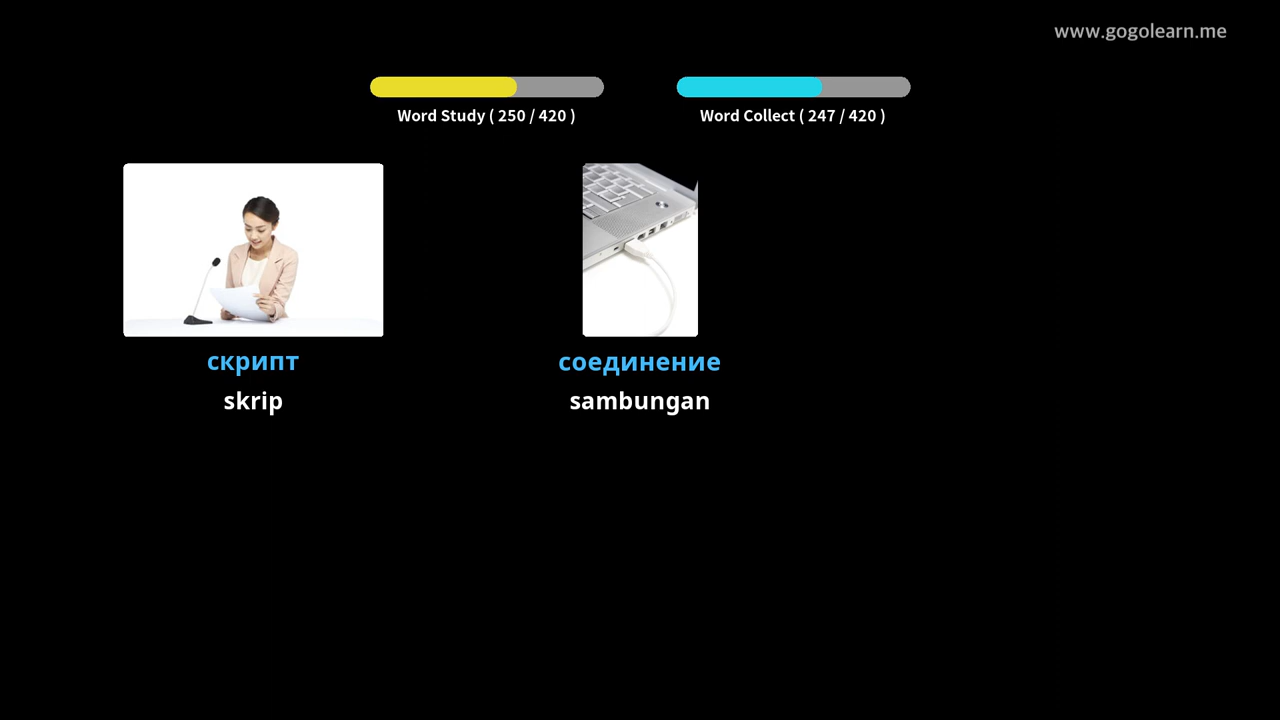 www.gogolearn.me
Word Study ( 250 / 420 )
Word Collect ( 247 / 420 )
скрипт
skrip
соединение
sambungan